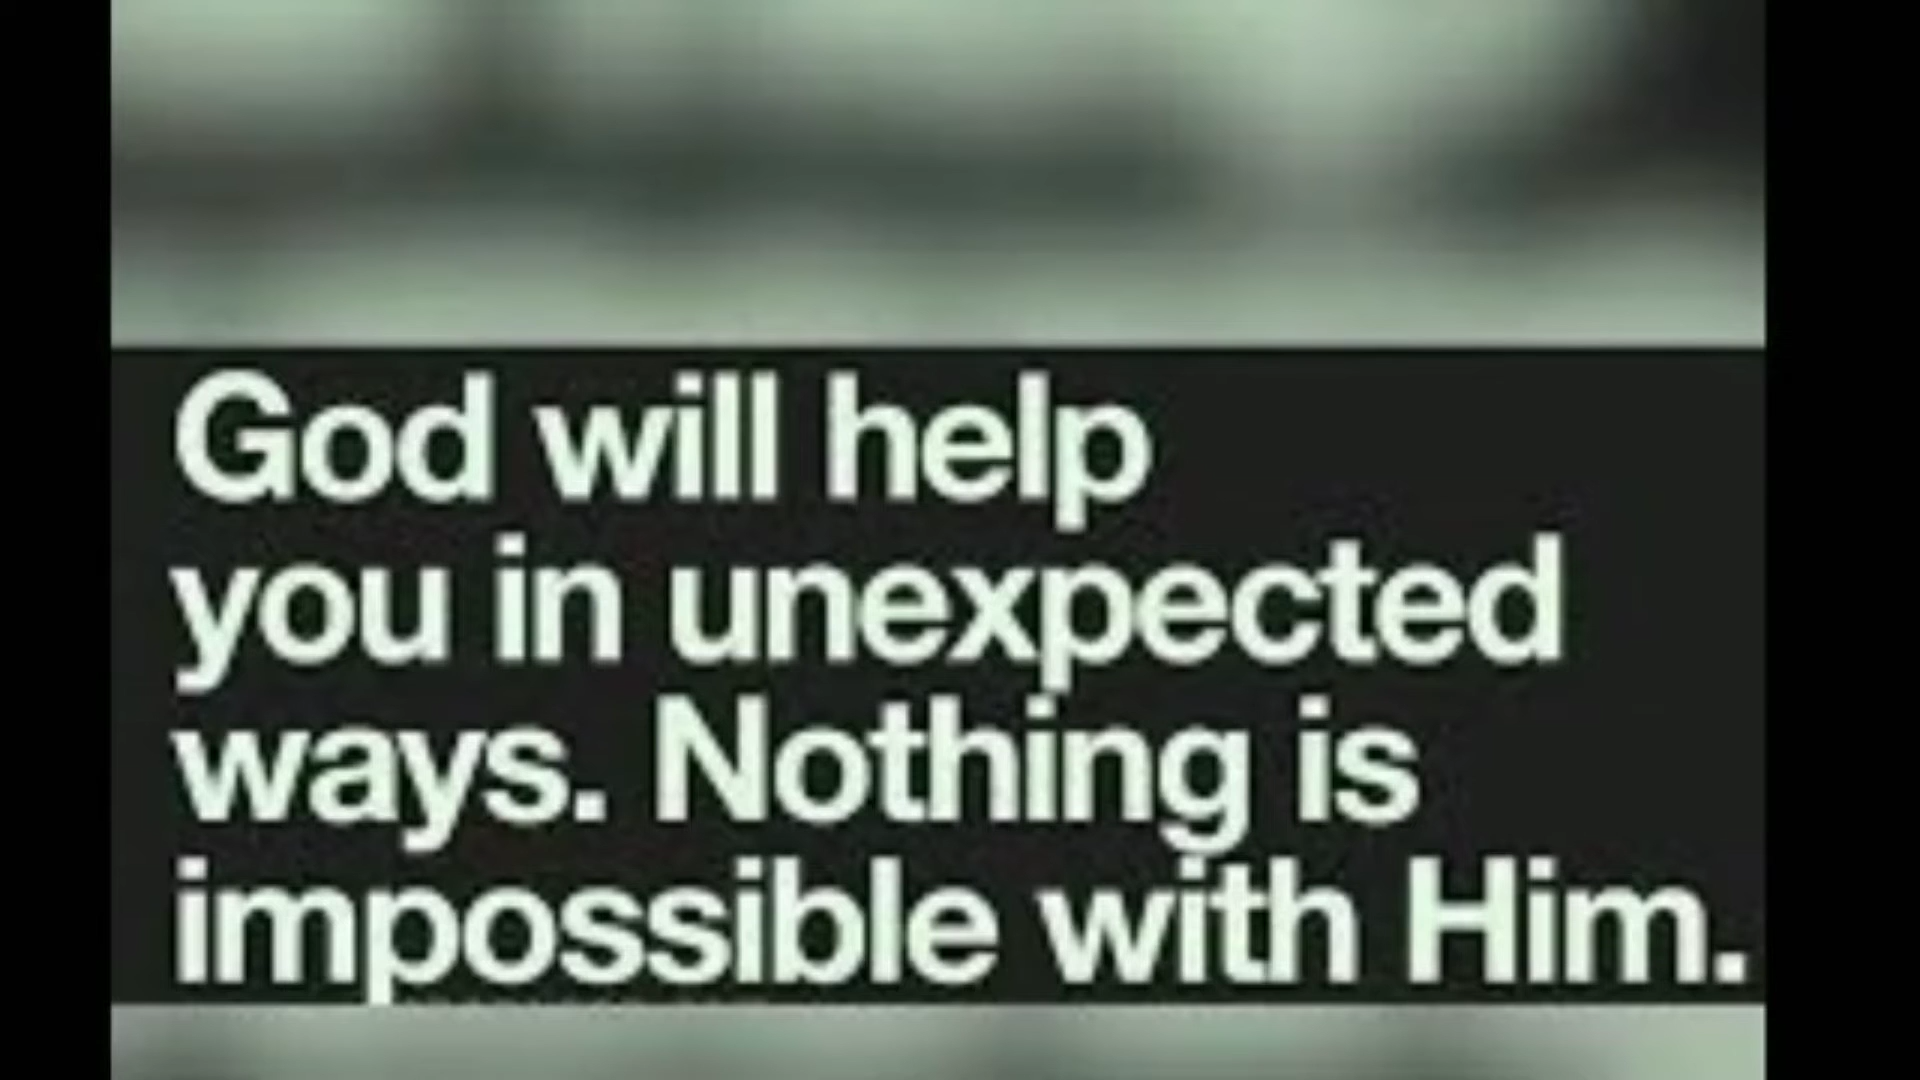 God will help
you in unexpected
ways. Nothing is
impossible with Him.